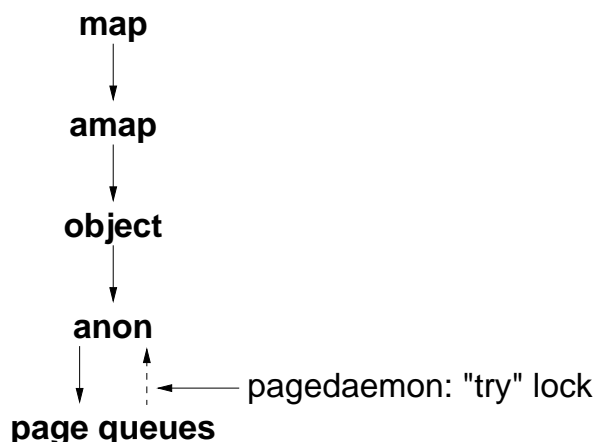 map
amap
object
anon
pagedaemon: "try" lock
page queues